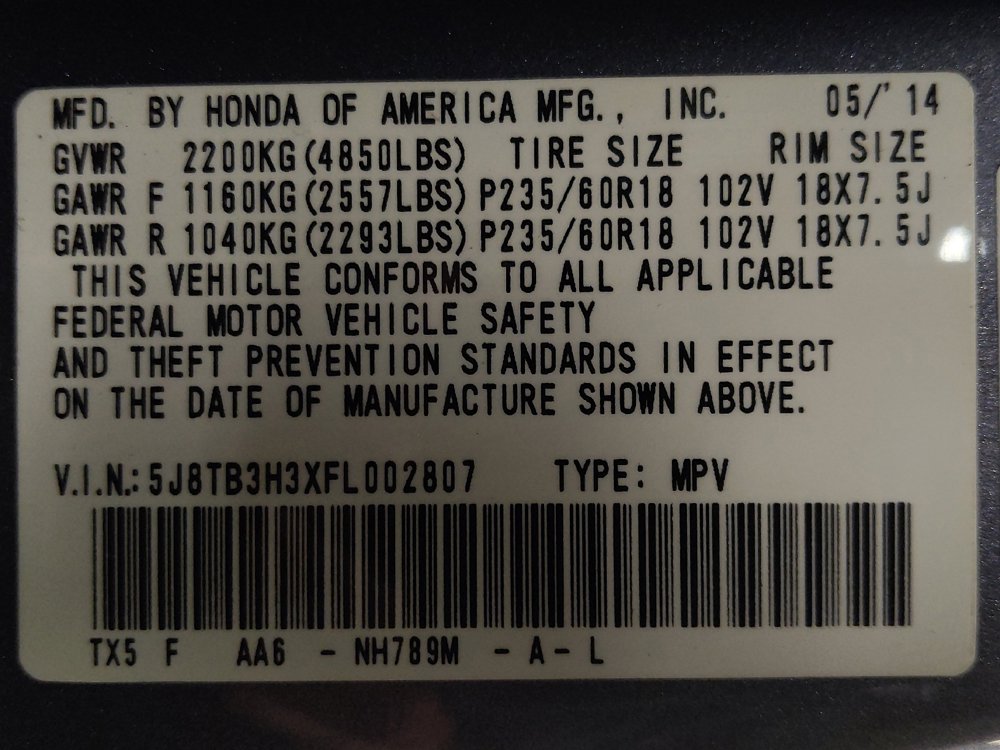 MFD. BY HONDA OF AMERICA MFG., INC. 05/'14
GVWR 2200KG(4850LBS) TIRE SIZE RIM SIZE
GAWR F 1160KG(2557LBS) P235/60R18 102V 18X7.5J
GAWR R 1040KG(2293LBS) P235/60R18 102V 18X7.5J
THIS VEHICLE CONFORMS TO ALL APPLICABLE
FEDERAL MOTOR VEHICLE SAFETY
AND THEFT PREVENTION STANDARDS IN EFFECT
ON THE DATE OF MANUFACTURE SHOWN ABOVE.
V.I.N.: 5J8TB3H3XFL002807 TYPE: MPV
TX5 F AA6 - NH789M - A - L